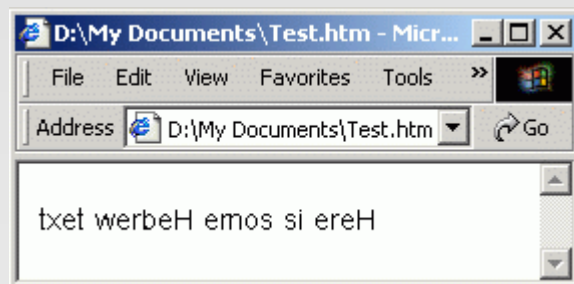 D:\My Documents\Test.htm - Micr...
File Edit View Favorites Tools »
Address D:\My Documents\Test.htm Go
txet werbeH emos si ereH